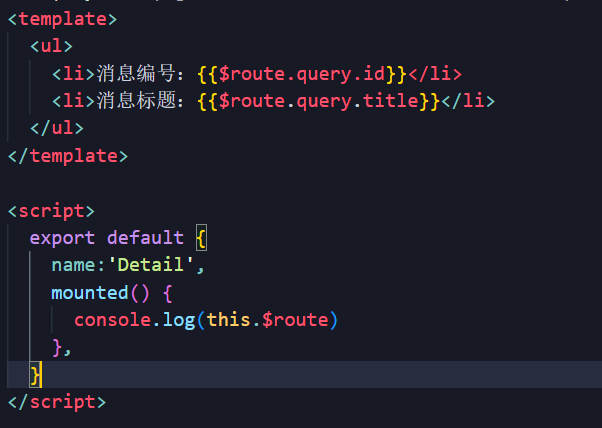 <template>
<ul>
<li>消息编号：{{$route.query.id}}</li>
<li>消息标题：{{$route.query.title}}</li>
</ul>
</template>
<script>
export default {
name:'Detail',
mounted() {
console.log(this.$route)
},
}
</script>